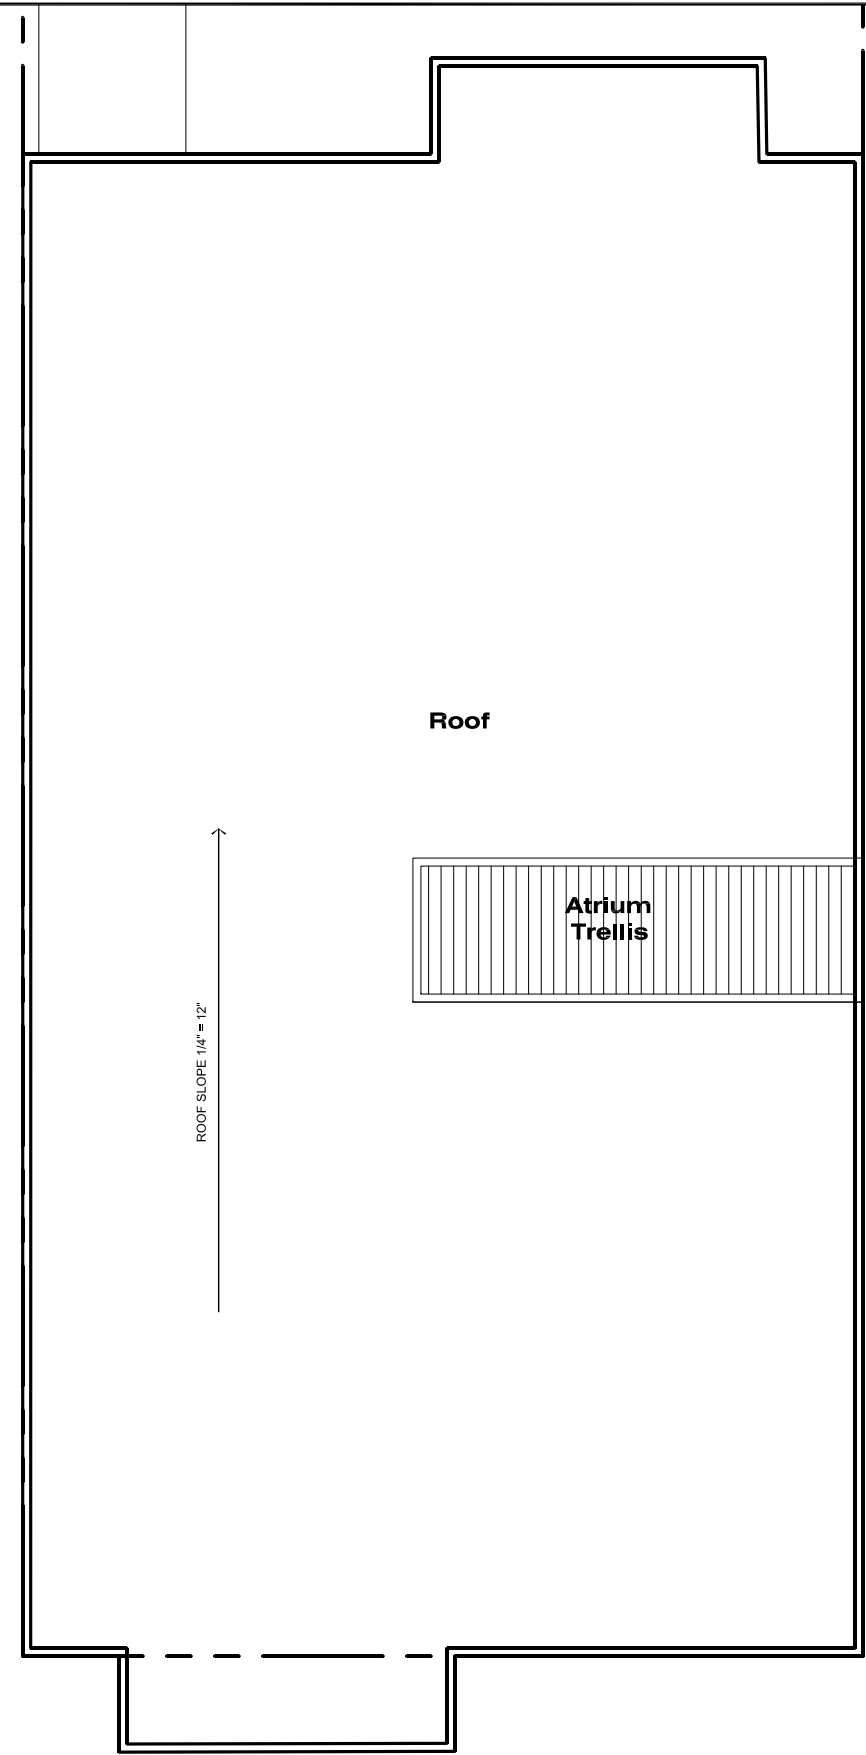 Roof
Atrium
Trellis
ROOF SLOPE 1/4" = 12"